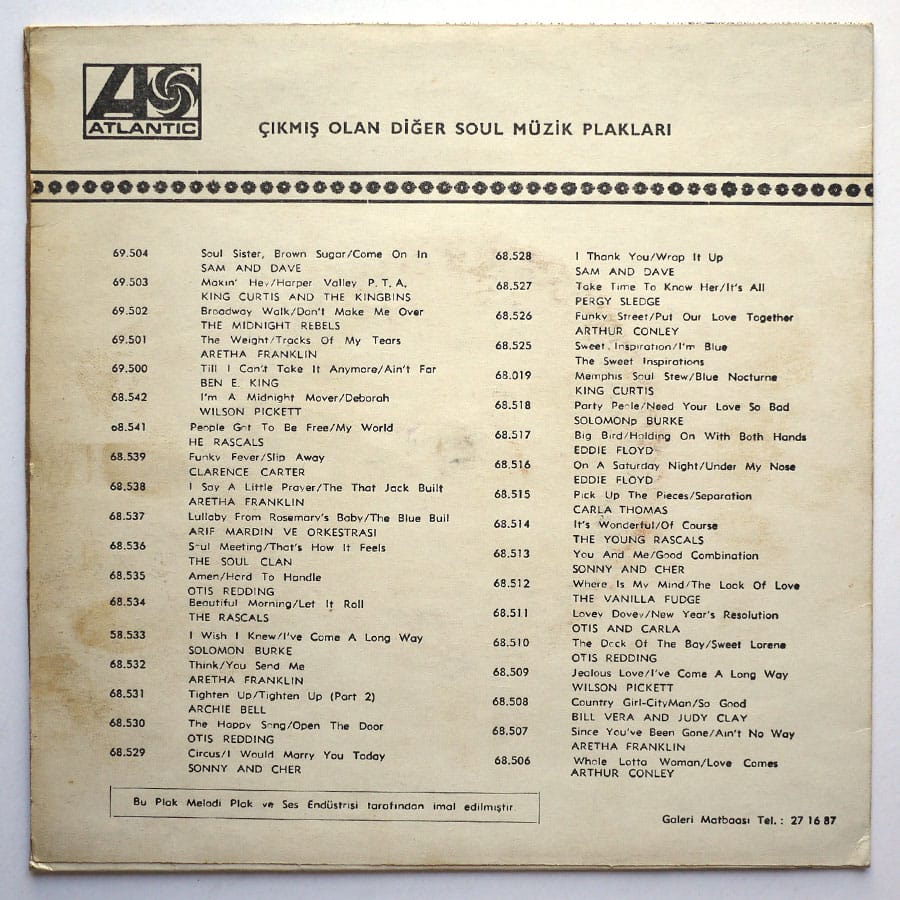 ATLANTIC
ÇIKMIŞ OLAN DİĞER SOUL MÜZİK PLAKLARI
69.504 Soul Sister, Brown Sugar/Come On In
SAM AND DAVE
69.503 Makin' Hey/Harper Valley P.T.A,
KING CURTIS AND THE KINGBINS
69.502 Broadway Walk/Don't Make Me Over
THE MIDNIGHT REBELS
69.501 The Weight/Tracks Of My Tears
ARETHA FRANKLIN
69.500 Till I Can't Take It Anymore/Ain't Far
BEN E. KING
68.542 I'm A Midnight Mover/Deborah
WILSON PICKETT
68.541 People Got To Be Free/My World
HE RASCALS
68.539 Funky Fever/Slip Away
CLARENCE CARTER
68.538 I Say A Little Prayer/The That Jack Built
ARETHA FRANKLIN
68.537 Lullaby From Rosemary's Baby/The Blue Bull
ARIF MARDIN VE ORKESTRASI
68.536 Soul Meeting/That's How It Feels
THE SOUL CLAN
68.535 Amen/Herd To Handle
OTIS REDDING
68.534 Beautiful Morning/Let It Roll
THE RASCALS
58.533 I Wish I Knew/I've Come A Long Way
SOLOMON BURKE
68.532 Think/You Send Me
ARETHA FRANKLIN
68.531 Tighten Up/Tighten Up (Part 2)
ARCHIE BELL
68.530 The Happy Song/Open The Door
OTIS REDDING
68.529 Circus/I Would Marry You Today
SONNY AND CHER
68.528 I Thank You/Wrap It Up
SAM AND DAVE
68.527 Take Time To Know Her/It's All
PERGY SLEDGE
68.526 Funky Street/Put Our Love Together
ARTHUR CONLEY
68.525 Sweet Inspiration/I'm Blue
The Sweet Inspirations
68.019 Memphis Soul Stew/Blue Nocturne
KING CURTIS
68.518 Party Peole/Need Your Love So Bad
SOLOMONp BURKE
68.517 Big Bird/Holding On With Both Hands
EDDIE FLOYD
68.516 On A Saturday Night/Under My Nose
EDDIE FLOYD
68.515 Pick Up The Pieces/Separation
CARLA THOMAS
68.514 It's Wonderful/Of Course
THE YOUNG RASCALS
68.513 You And Me/Good Combination
SONNY AND CHER
68.512 Where Is My Mind/The Look Of Love
THE VANILLA FUDGE
68.511 Lovey Dovey/New Year's Resolution
OTIS AND CARLA
68.510 The Dock Of The Bay/Sweet Lorene
OTIS REDDING
68.509 Jealous Love/I've Come A Long Way
WILSON PICKETT
68.508 Country Girl-CityMan/So Good
BILL VERA AND JUDY CLAY
68.507 Since You've Been Gone/Ain't No Way
ARETHA FRANKLIN
68.506 Whole Lotta Woman/Love Comes
ARTHUR CONLEY
Bu Plak Melodi Plak ve Ses Endüstrisi tarafından imal edilmiştir.
Galeri Matbaası Tel.: 27 16 87